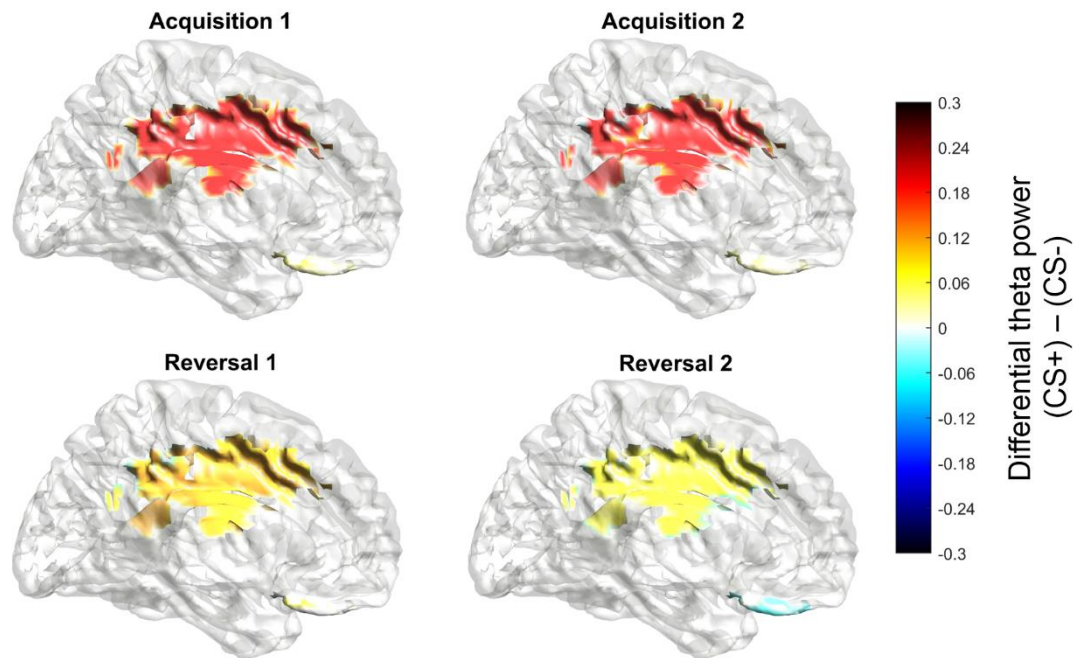 Acquisition 1
Acquisition 2
Reversal 1
Reversal 2
0.3
0.24
0.18
0.12
0.06
0
-0.06
-0.12
-0.18
-0.24
-0.3
Differential theta power
(CS+) – (CS-)